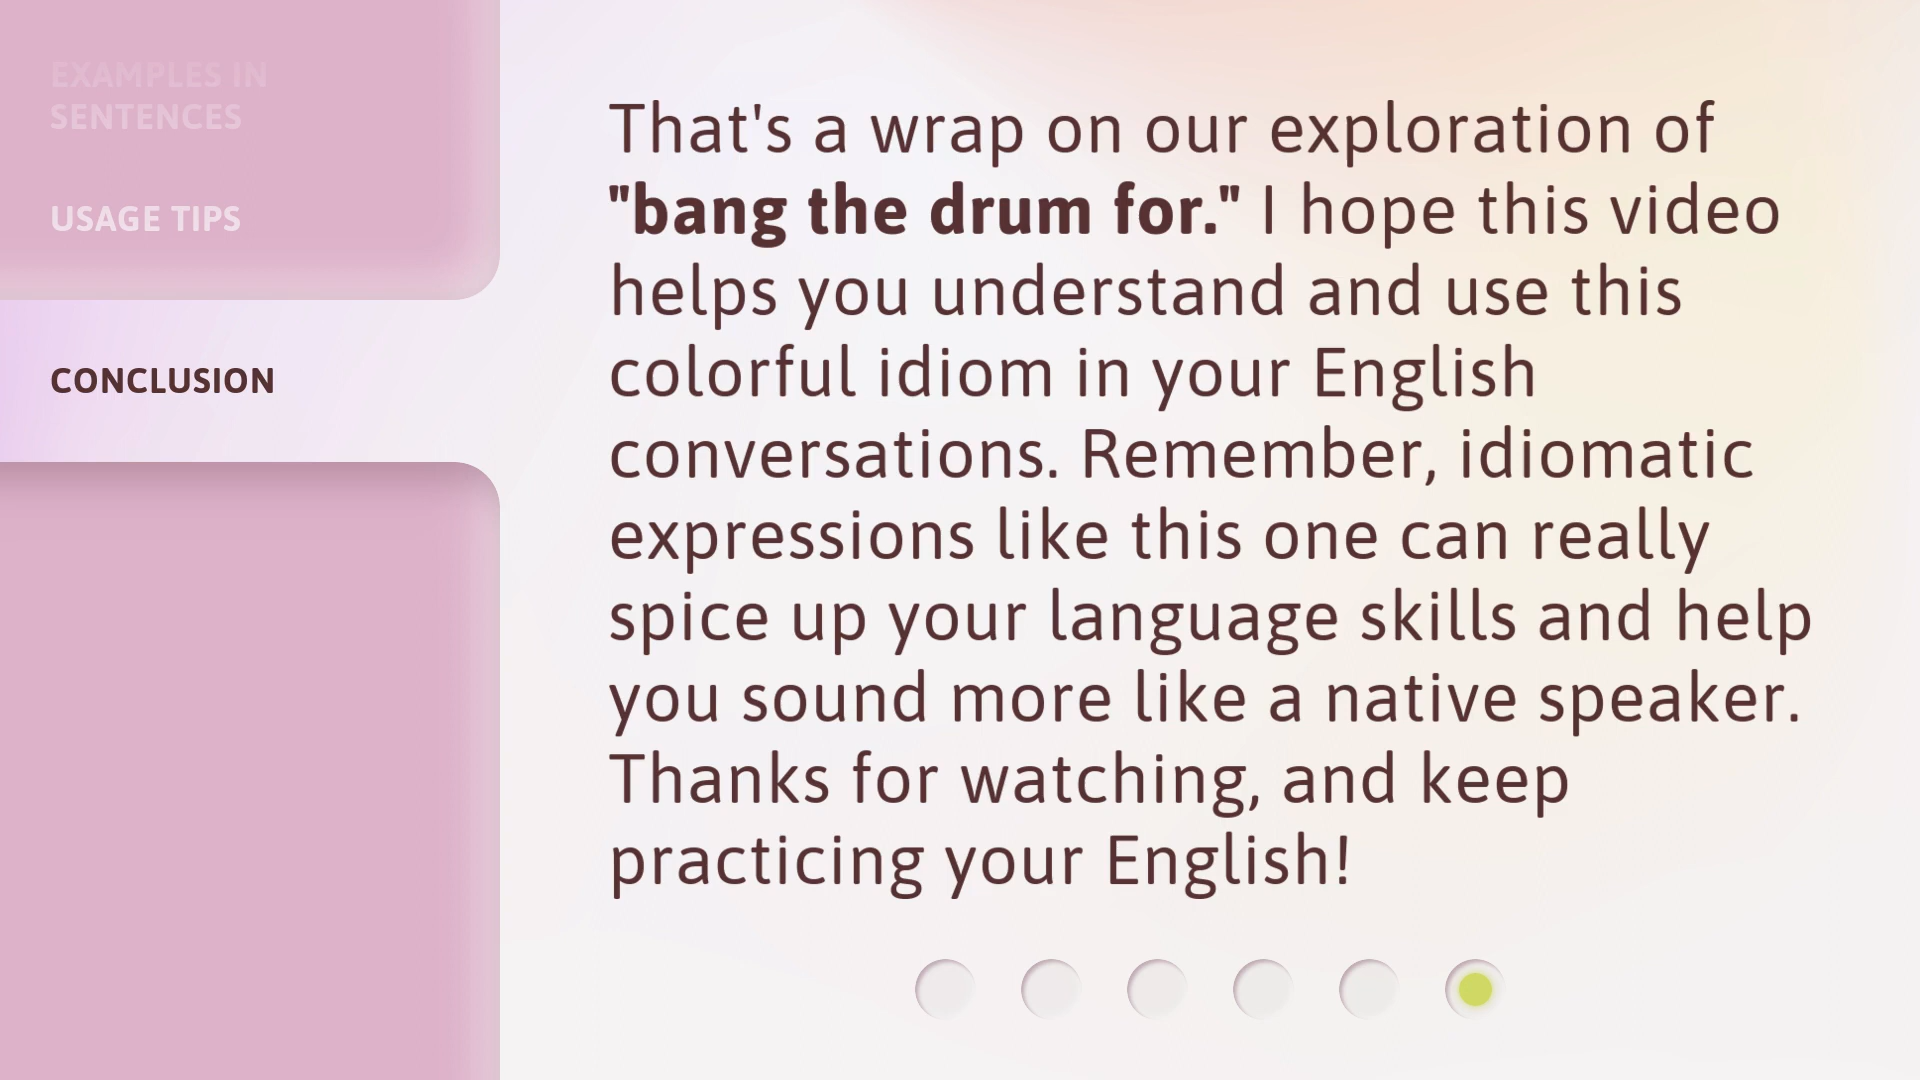 EXAMPLES IN
SENTENCES
USAGE TIPS
CONCLUSION
That's a wrap on our exploration of
"bang the drum for." I hope this video
helps you understand and use this
colorful idiom in your English
conversations. Remember, idiomatic
expressions like this one can really
spice up your language skills and help
you sound more like a native speaker.
Thanks for watching, and keep
practicing your English!